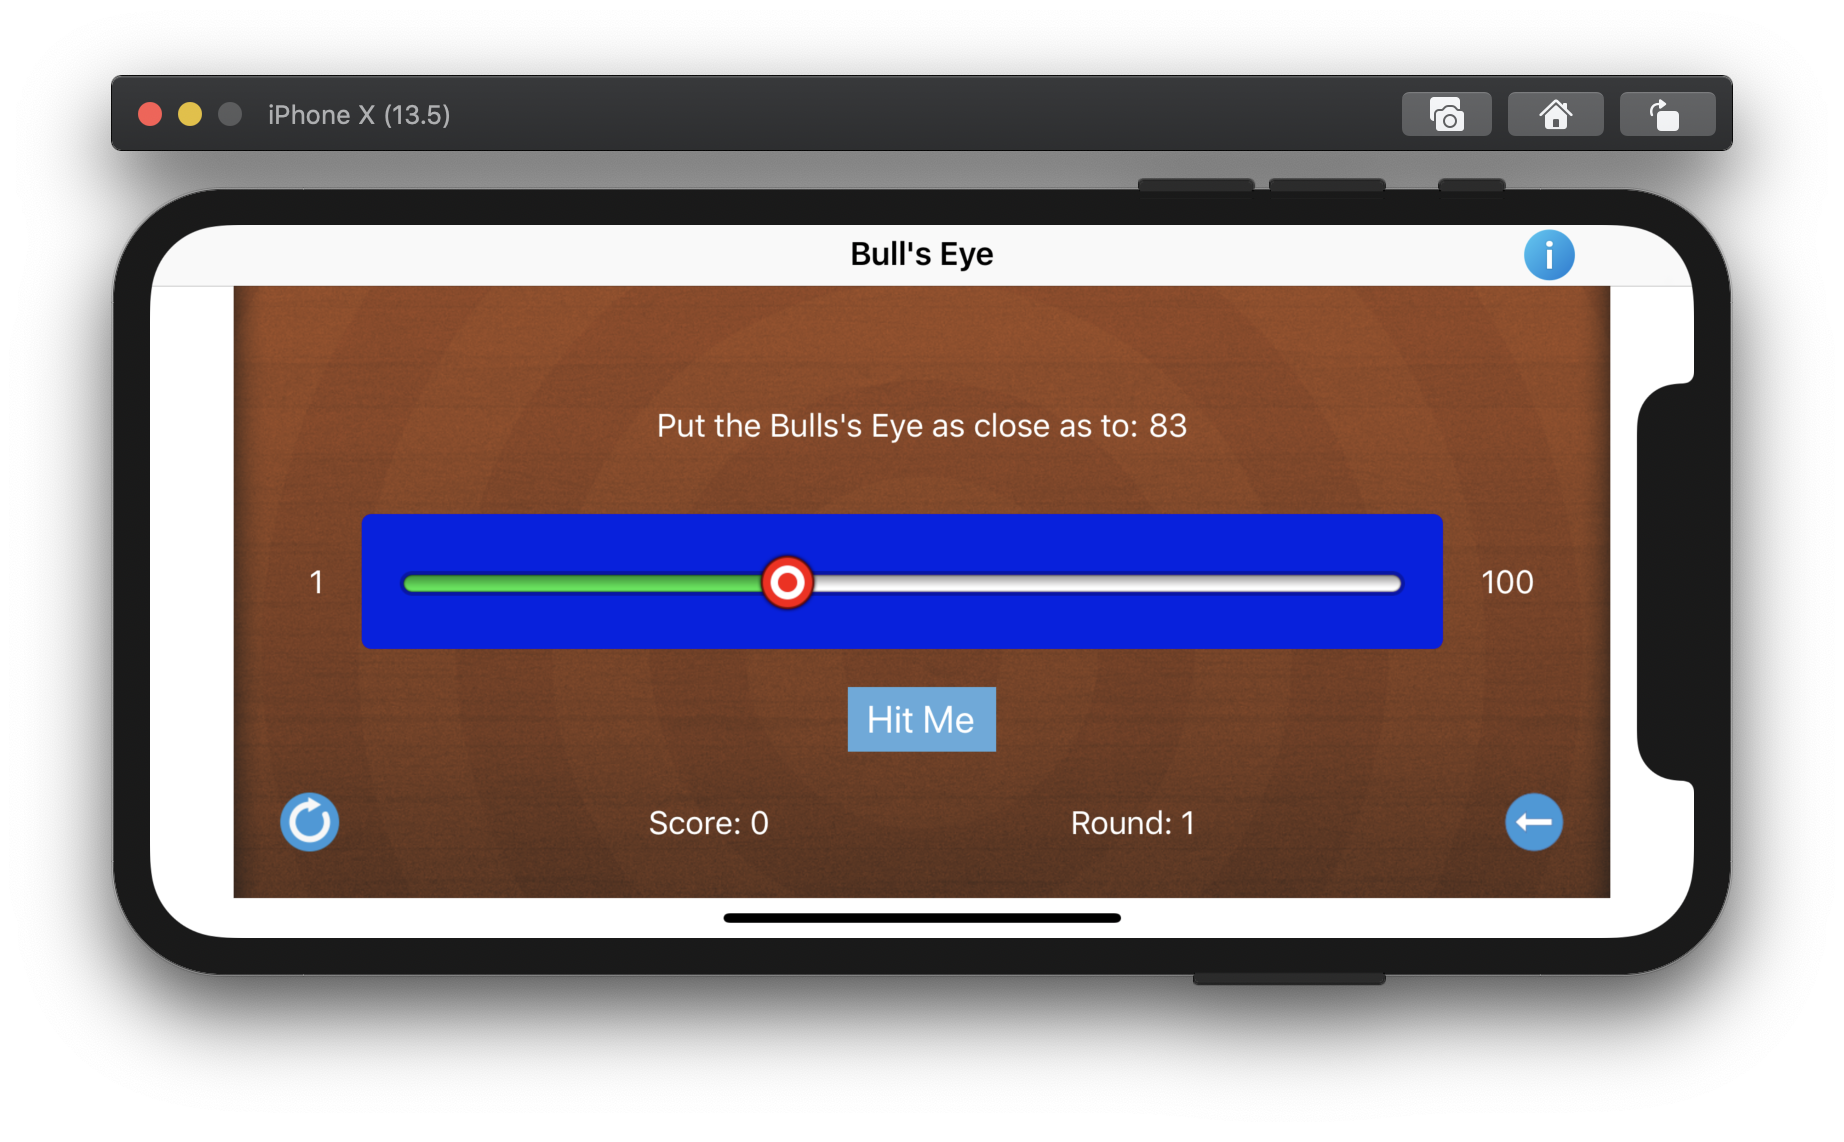 iPhone X (13.5)
Bull's Eye
i
Put the Bulls's Eye as close as to: 83
1
100
Hit Me
Score: 0
Round: 1